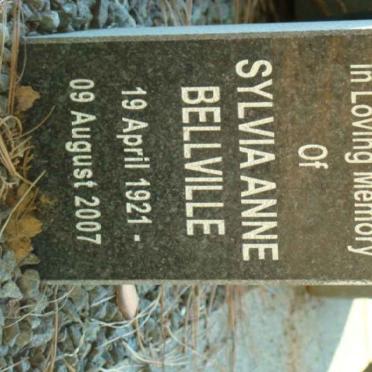 In Loving Memory
Of
SYLVIA ANNE
BELLVILLE
19 April 1921 -
09 August 2007